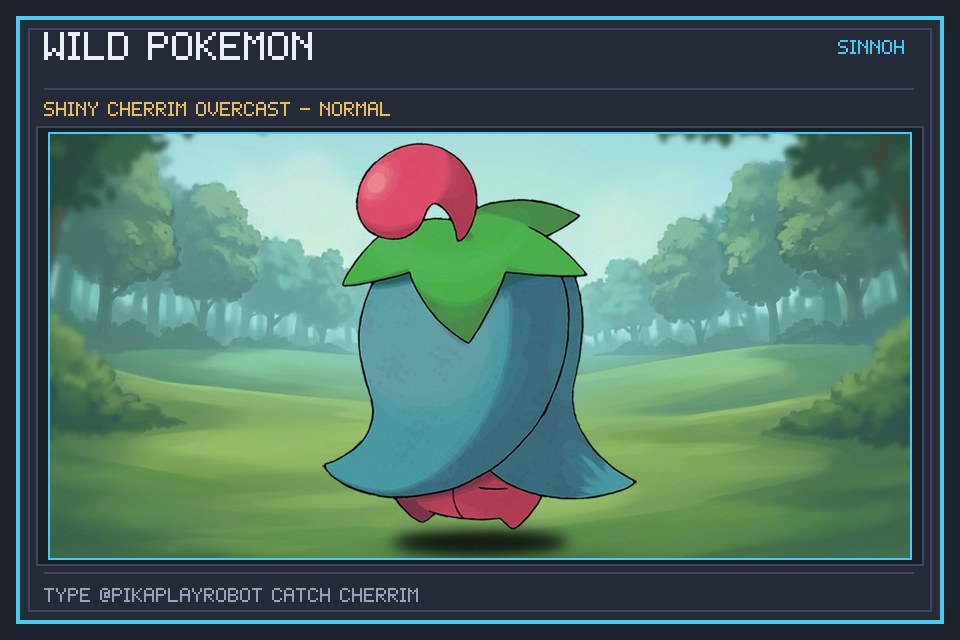 WILD POKEMON
SINNOH
SHINY CHERRIM OVERCAST - NORMAL
TYPE @PIKAPLAYROBOT CATCH CHERRIM